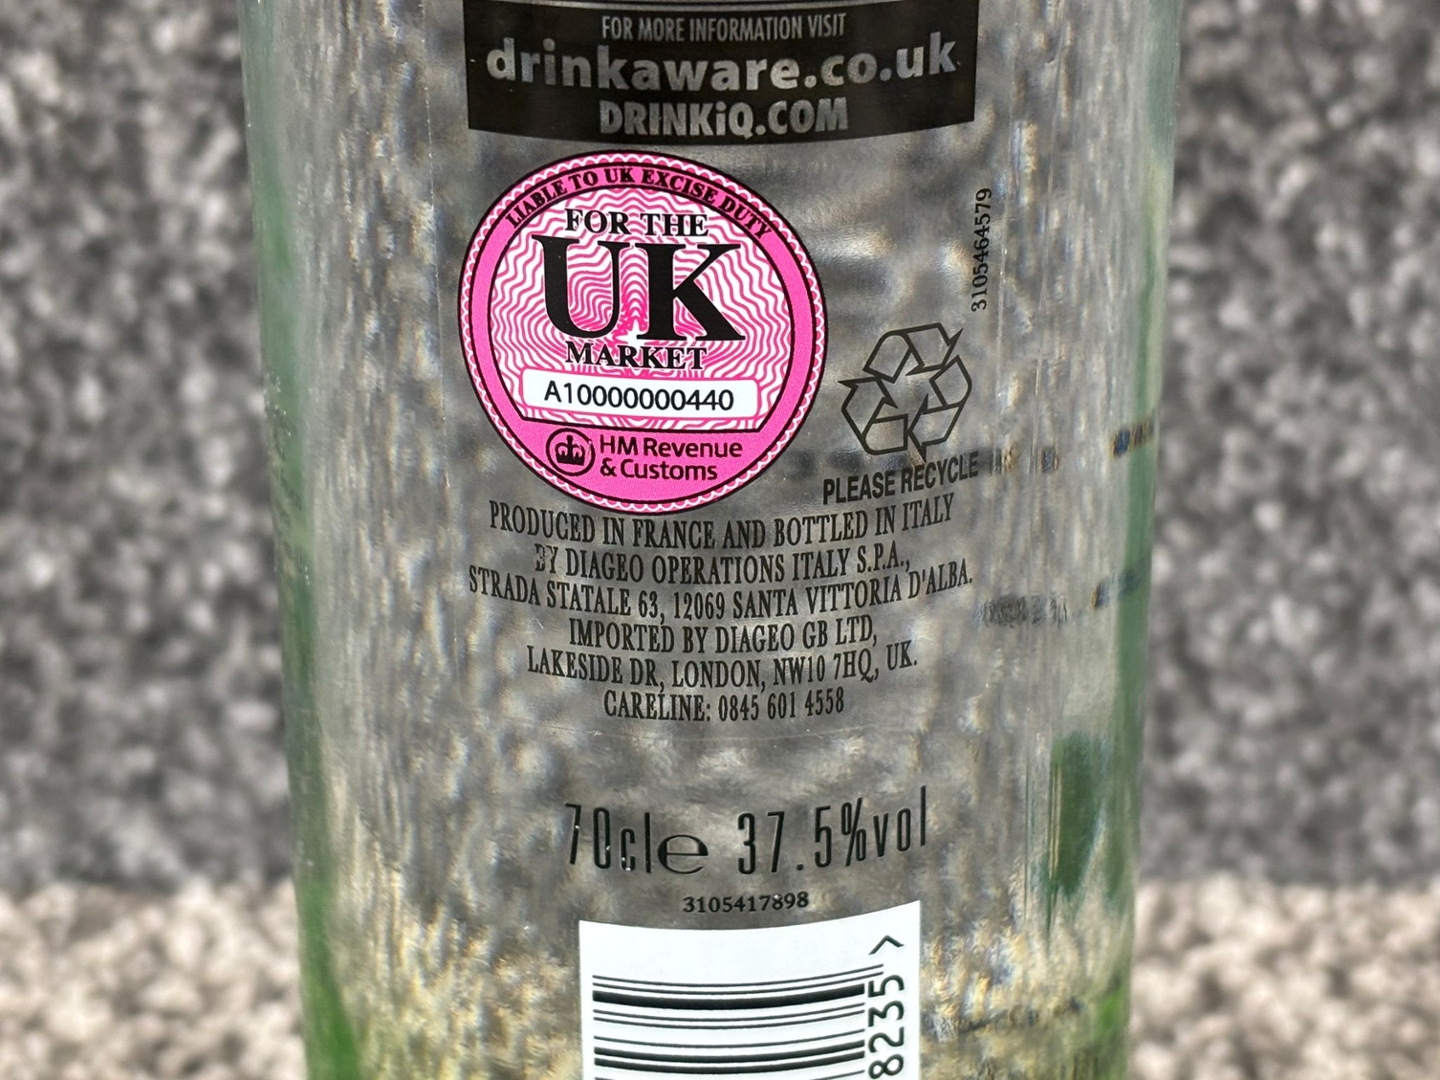 FOR MORE INFORMATION VISIT
drinkaware.co.uk
DRINKiQ.COM
LIABLE TO UK EXCISE DUTY
FOR THE
UK
MARKET
A10000000440
HM Revenue
& Customs
3105464579
PLEASE RECYCLE
PRODUCED IN FRANCE AND BOTTLED IN ITALY
BY DIAGEO OPERATIONS ITALY S.P.A.,
STRADA STATALE 63, 12069 SANTA VITTORIA D'ALBA.
IMPORTED BY DIAGEO GB LTD,
LAKESIDE DR, LONDON, NW10 7HQ, UK.
CARELINE: 0845 601 4558
70cl℮ 37.5%vol
3105417898
8235 >